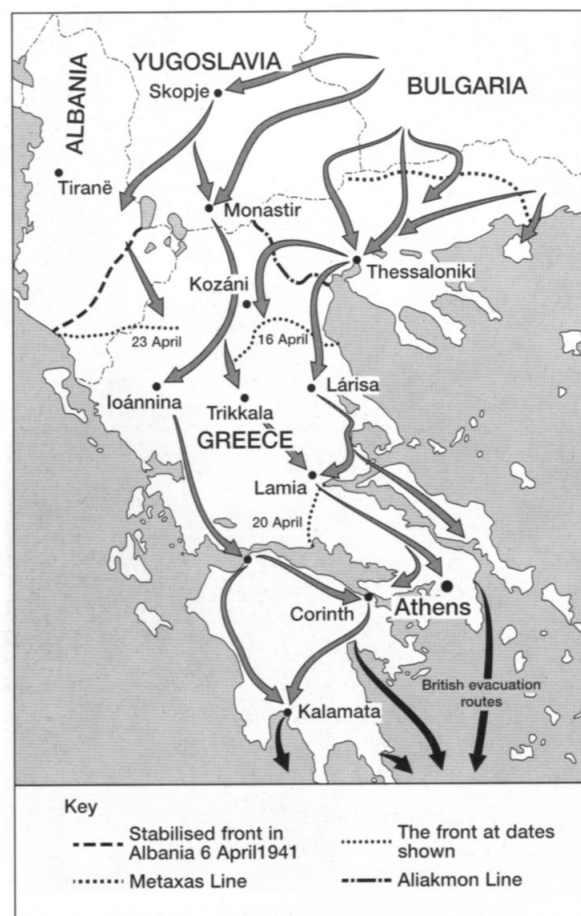 YUGOSLAVIA
ALBANIA
Skopje
BULGARIA
Tiranë
Monastir
Thessaloniki
Kozáni
23 April
16 April
Ioánnina
Trikkala
Lárisa
GREECE
Lamia
20 April
Corinth
Athens
British evacuation
routes
Kalamata
Key
Stabilised front in
Albania 6 April1941
The front at dates
shown
Metaxas Line
Aliakmon Line